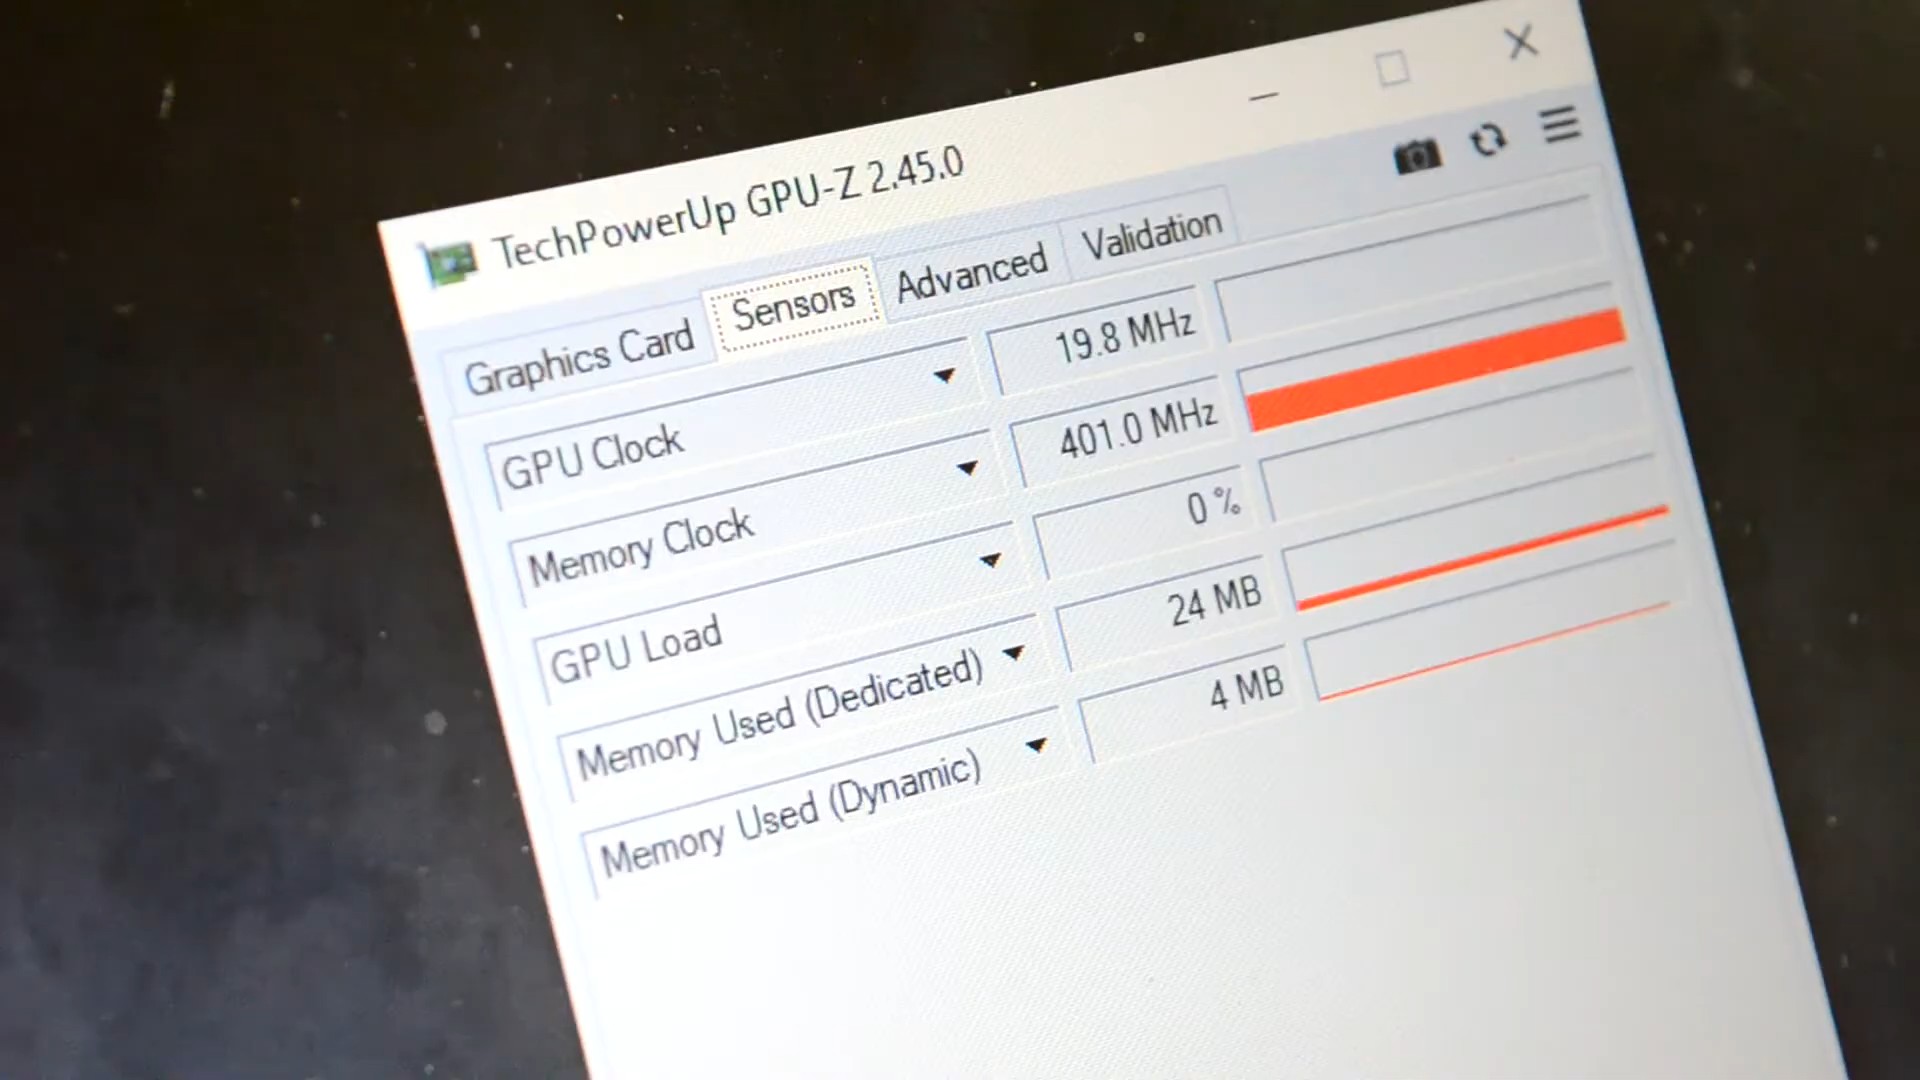 TechPowerUp GPU-Z 2.45.0
Graphics Card Sensors Advanced Validation
GPU Clock 19.8 MHz
Memory Clock 401.0 MHz
GPU Load 0 %
Memory Used (Dedicated) 24 MB
Memory Used (Dynamic) 4 MB